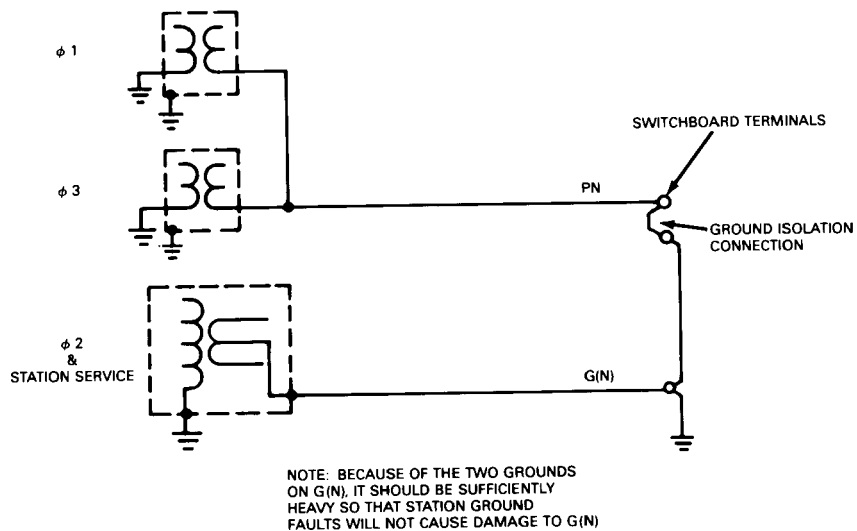 φ 1
SWITCHBOARD TERMINALS
φ 3
PN
GROUND ISOLATION
CONNECTION
φ 2
&
STATION SERVICE
G(N)
NOTE: BECAUSE OF THE TWO GROUNDS
ON G(N), IT SHOULD BE SUFFICIENTLY
HEAVY SO THAT STATION GROUND
FAULTS WILL NOT CAUSE DAMAGE TO G(N)